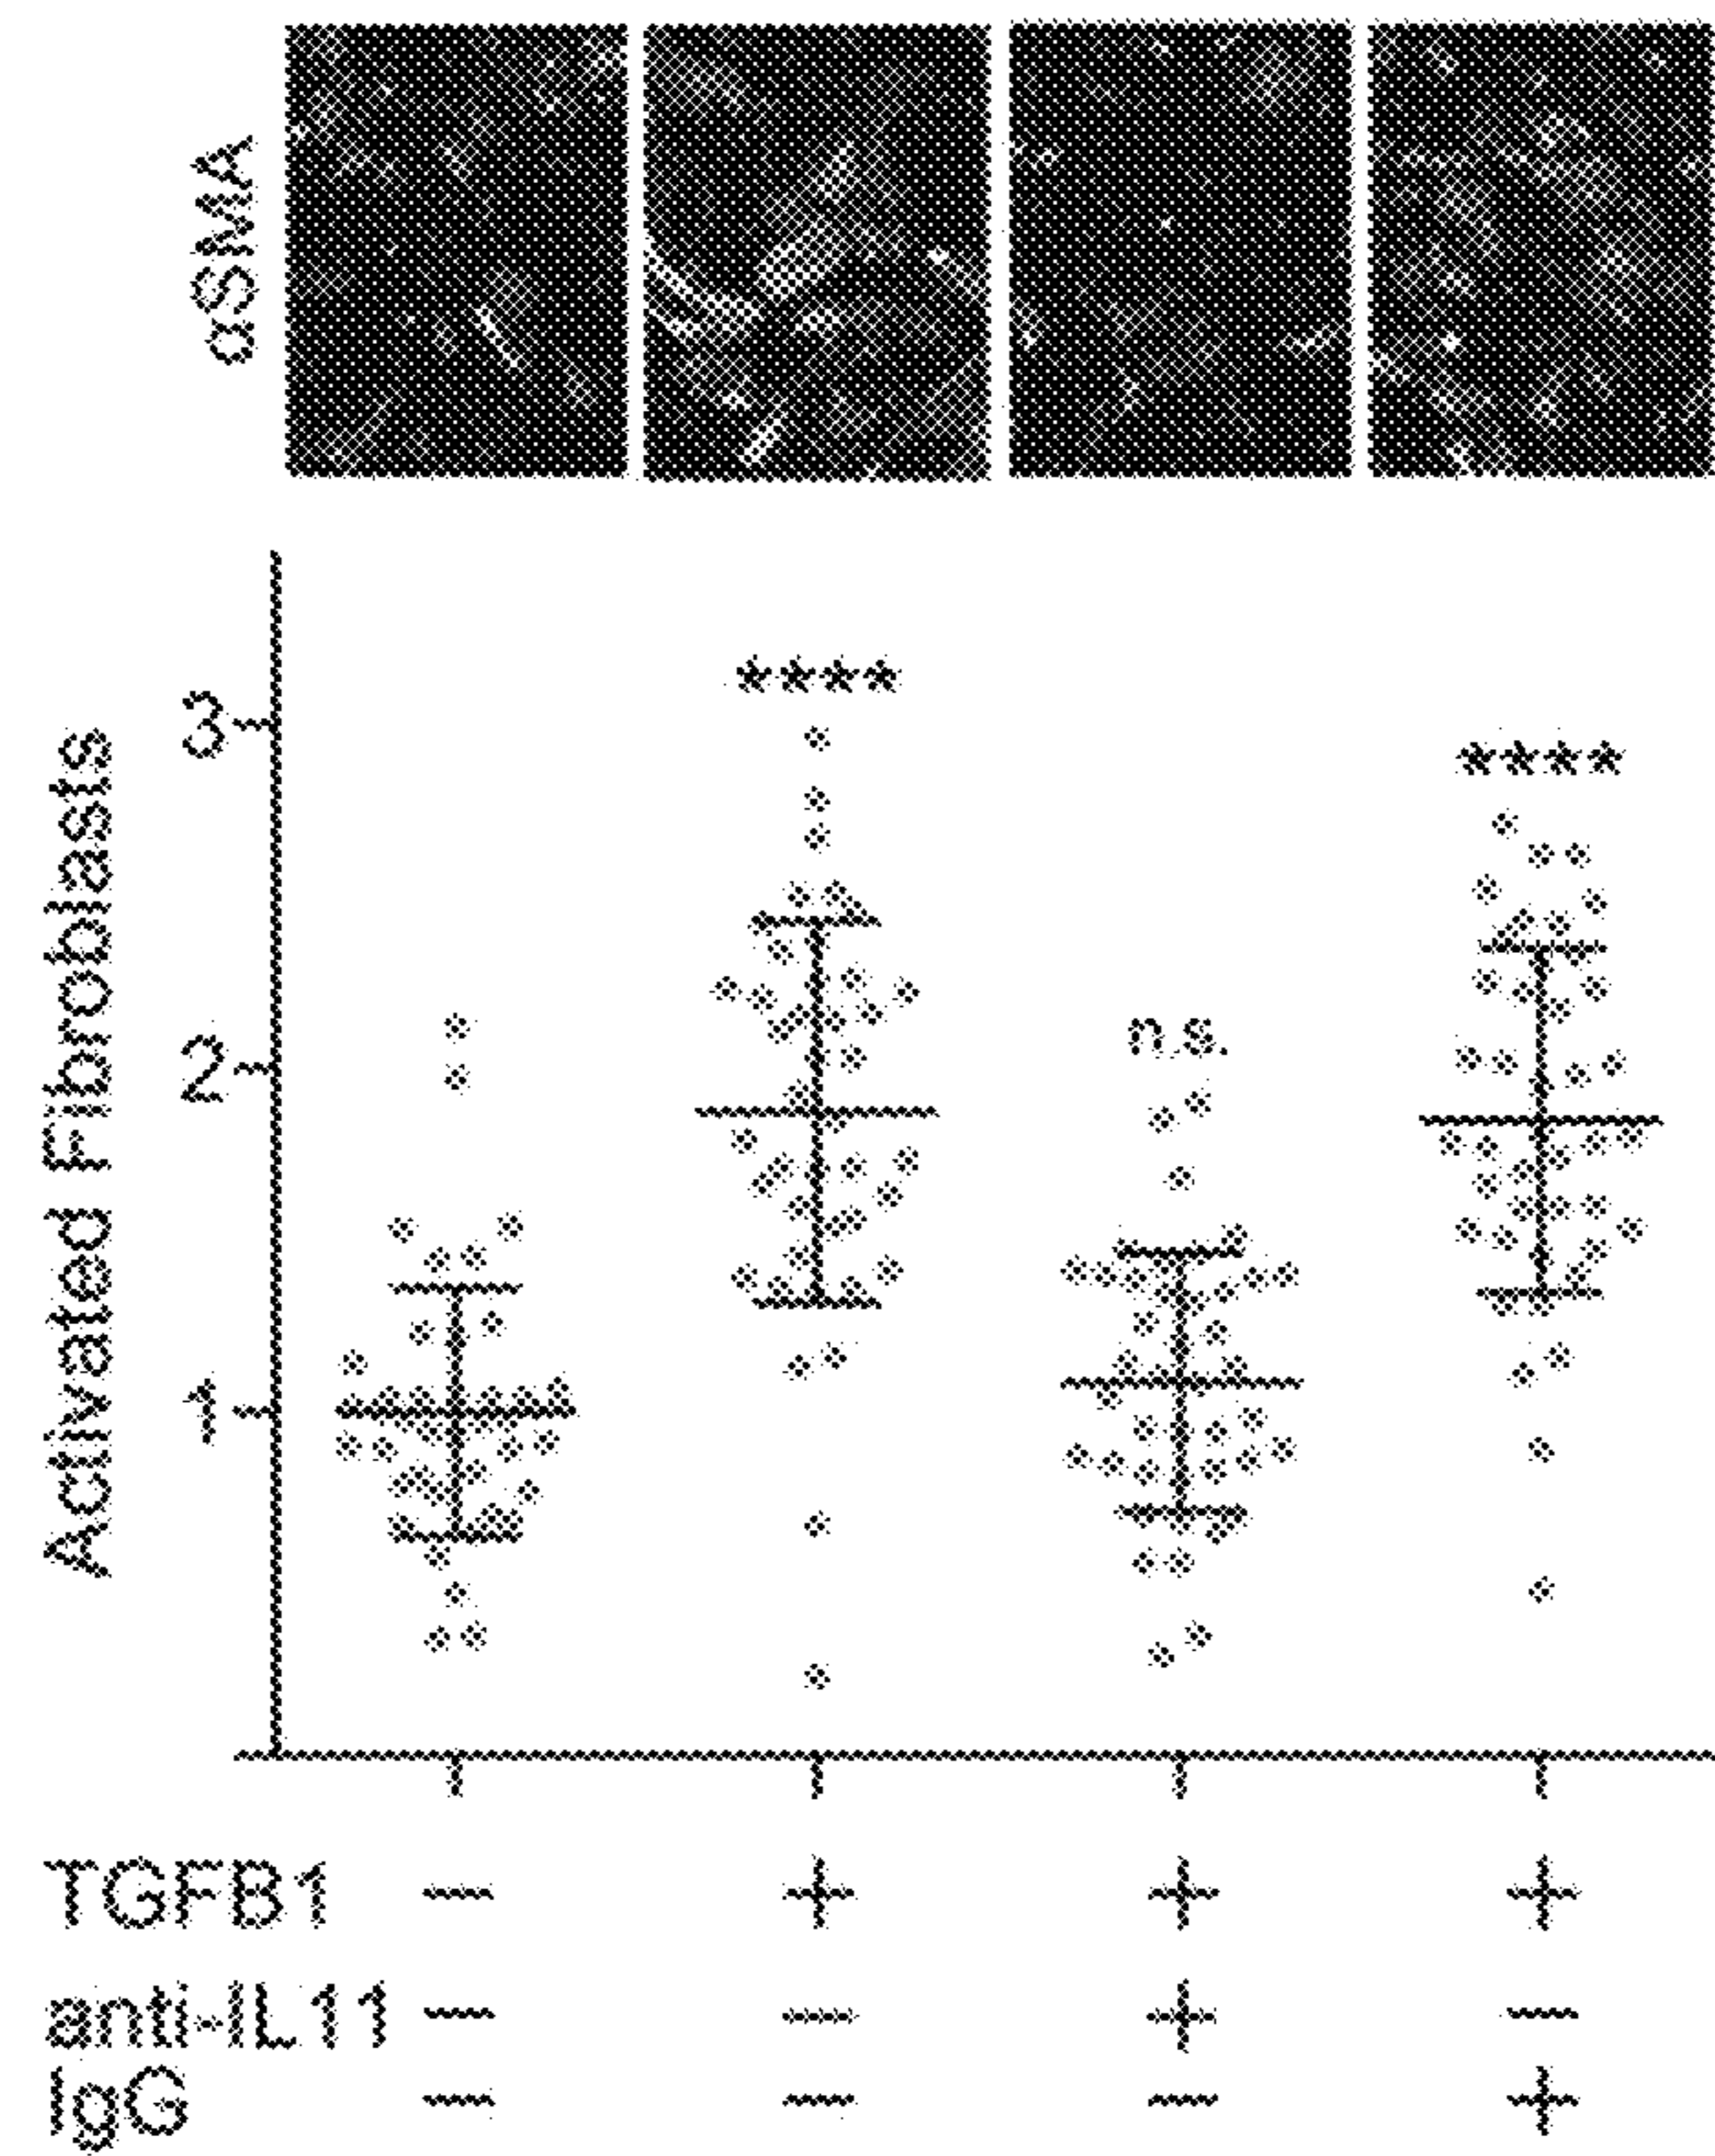 αSMA
Activated Fibroblasts
****
3
****
n.s.
2
1
TGFB1 — + + +
anti-IL11 — — + —
IgG — — — +